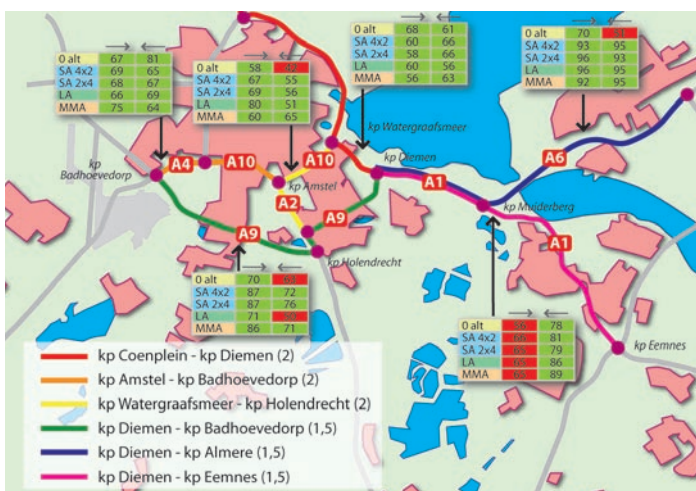 0 alt 68 61
SA 4x2 60 66
SA 2x4 58 66
LA 60 56
MMA 56 63
0 alt 70
SA 4x2 93 95
SA 2x4 96 93
LA 96 95
MMA 92 95
0 alt 67 81
SA 4x2 69 65
SA 2x4 68 67
LA 66 69
MMA 75 64
0 alt 58 42
SA 4x2 67 55
SA 2x4 69 56
LA 80 51
MMA 60 65
kp Watergraafsmeer
kp Diemen
kp
Badhoevedorp
A4
A10
A10
kp Amstel
A2
A9
A1
A6
kp Muiderberg
A9
A1
kp Holendrecht
kp Eemnes
0 alt 70
SA 4x2 87 72
SA 2x4 87 76
LA 71
MMA 86 71
0 alt 56 78
SA 4x2 81
SA 2x4 79
LA 86
MMA 89
kp Coenplein - kp Diemen (2)
kp Amstel - kp Badhoevedorp (2)
kp Watergraafsmeer - kp Holendrecht (2)
kp Diemen - kp Badhoevedorp (1,5)
kp Diemen - kp Almere (1,5)
kp Diemen - kp Eemnes (1,5)